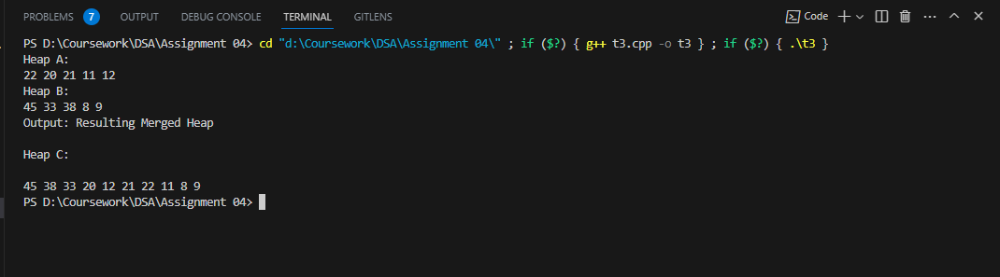 PROBLEMS 7 OUTPUT DEBUG CONSOLE TERMINAL GITLENS Code
PS D:\Coursework\DSA\Assignment 04> cd "d:\Coursework\DSA\Assignment 04\" ; if ($?) { g++ t3.cpp -o t3 } ; if ($?) { .\t3 }
Heap A:
22 20 21 11 12
Heap B:
45 33 38 8 9
Output: Resulting Merged Heap
Heap C:
45 38 33 20 12 21 22 11 8 9
PS D:\Coursework\DSA\Assignment 04>